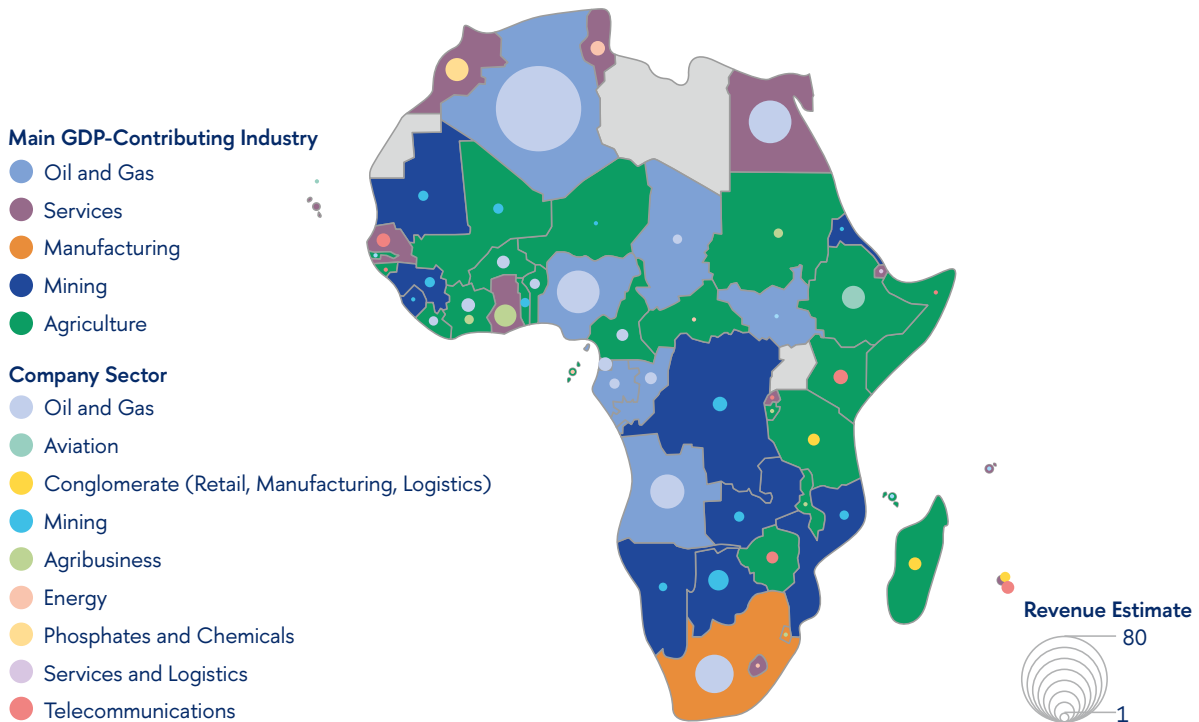 Main GDP-Contributing Industry
Oil and Gas
Services
Manufacturing
Mining
Agriculture
Company Sector
Oil and Gas
Aviation
Conglomerate (Retail, Manufacturing, Logistics)
Mining
Agribusiness
Energy
Phosphates and Chemicals
Services and Logistics
Telecommunications
Revenue Estimate
80
1